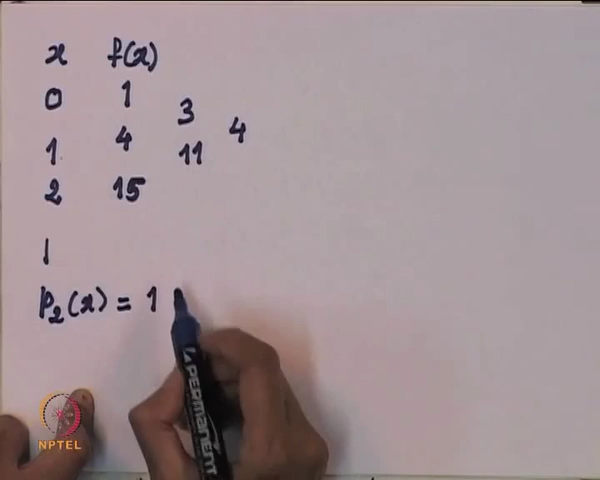 x f(x)
0 1
3
4
1 4
11
2 15
1
p₂(x) = 1
PERMANENT
NPTEL